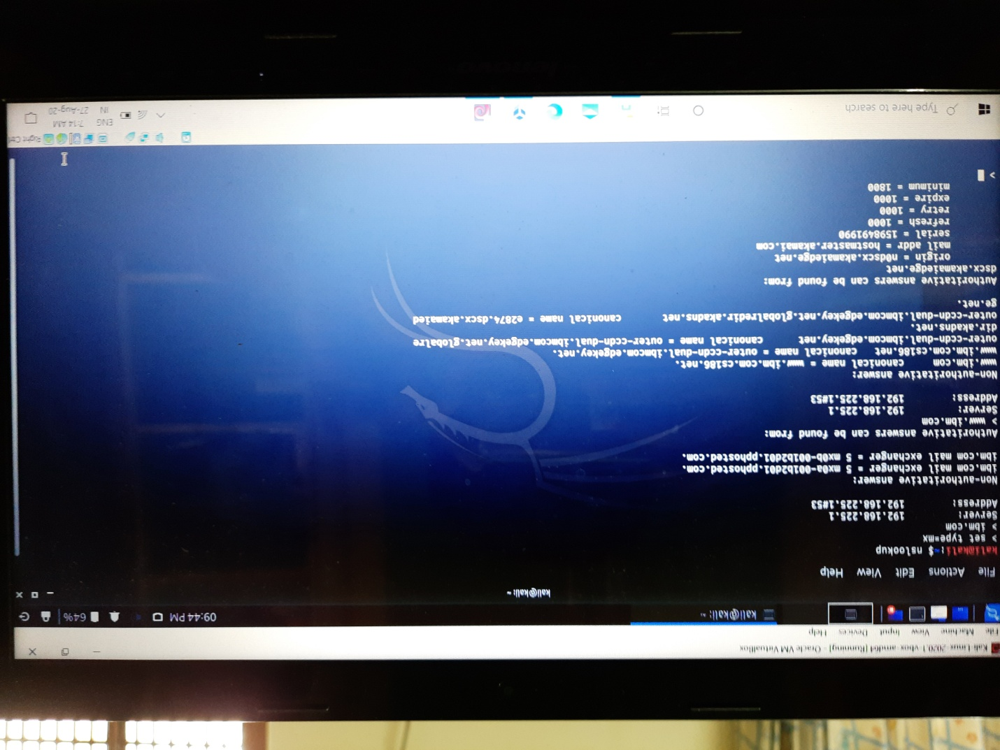 Kali-Linux-2020.1-vbox-amd64 [Running] - Oracle VM VirtualBox
File Machine View Input Devices Help
kali@kali: ~ 09:44 PM 64%
kali@kali: ~
File Actions Edit View Help
kali@kali:~$ nslookup
> set type=mx
> ibm.com
Server: 192.168.225.1
Address: 192.168.225.1#53
Non-authoritative answer:
ibm.com mail exchanger = 5 mx0a-001b2d01.pphosted.com.
ibm.com mail exchanger = 5 mx0b-001b2d01.pphosted.com.
Authoritative answers can be found from:
> www.ibm.com
Server: 192.168.225.1
Address: 192.168.225.1#53
Non-authoritative answer:
www.ibm.com canonical name = www.ibm.com.cs186.net.
www.ibm.com.cs186.net canonical name = outer-ccdn-dual.ibmcom.edgekey.net.
outer-ccdn-dual.ibmcom.edgekey.net canonical name = outer-ccdn-dual.ibmcom.edgekey.net.globalre
dir.akadns.net.
outer-ccdn-dual.ibmcom.edgekey.net.globalredir.akadns.net canonical name = e2874.dscx.akamaied
ge.net.
Authoritative answers can be found from:
dscx.akamaiedge.net
origin = n0dscx.akamaiedge.net
mail addr = hostmaster.akamai.com
serial = 1598491990
refresh = 1000
retry = 1000
expire = 1000
minimum = 1800
>
Right Ctrl
Type here to search
ENG 7:14 AM
IN 27-Aug-20